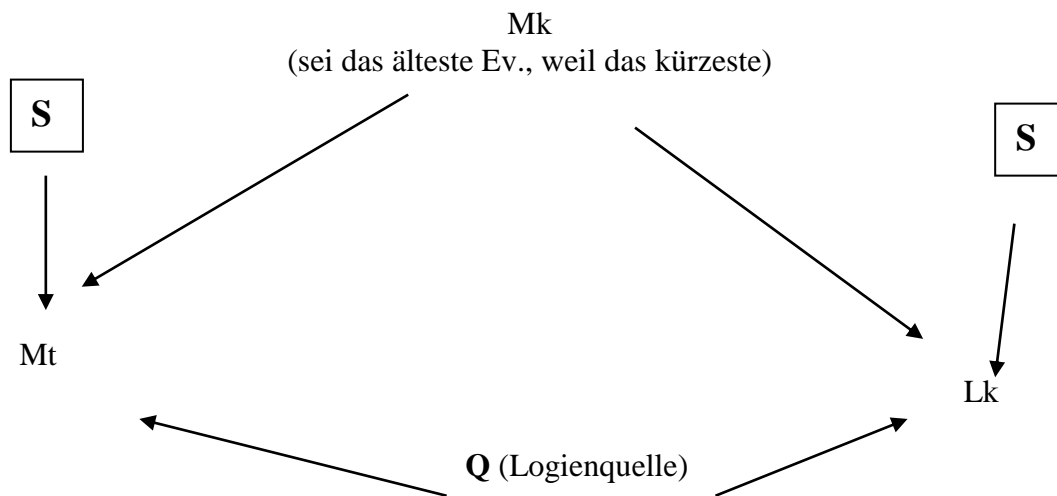 Mk
(sei das älteste Ev., weil das kürzeste)
S
S
Mt
Lk
Q (Logienquelle)